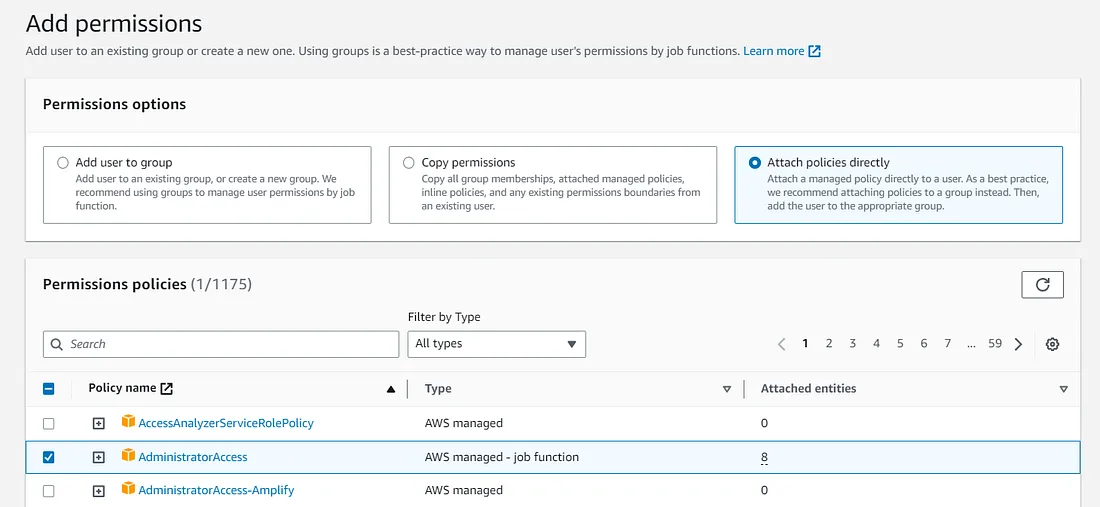 Add permissions
Add user to an existing group or create a new one. Using groups is a best-practice way to manage user's permissions by job functions. Learn more
Permissions options
Add user to group
Add user to an existing group, or create a new group. We
recommend using groups to manage user permissions by job
function.
Copy permissions
Copy all group memberships, attached managed policies,
inline policies, and any existing permissions boundaries from
an existing user.
Attach policies directly
Attach a managed policy directly to a user. As a best practice,
we recommend attaching policies to a group instead. Then,
add the user to the appropriate group.
Permissions policies (1/1175)
Filter by Type
Search
All types
1 2 3 4 5 6 7 ... 59
Policy name Type Attached entities
AccessAnalyzerServiceRolePolicy AWS managed 0
AdministratorAccess AWS managed - job function 8
AdministratorAccess-Amplify AWS managed 0